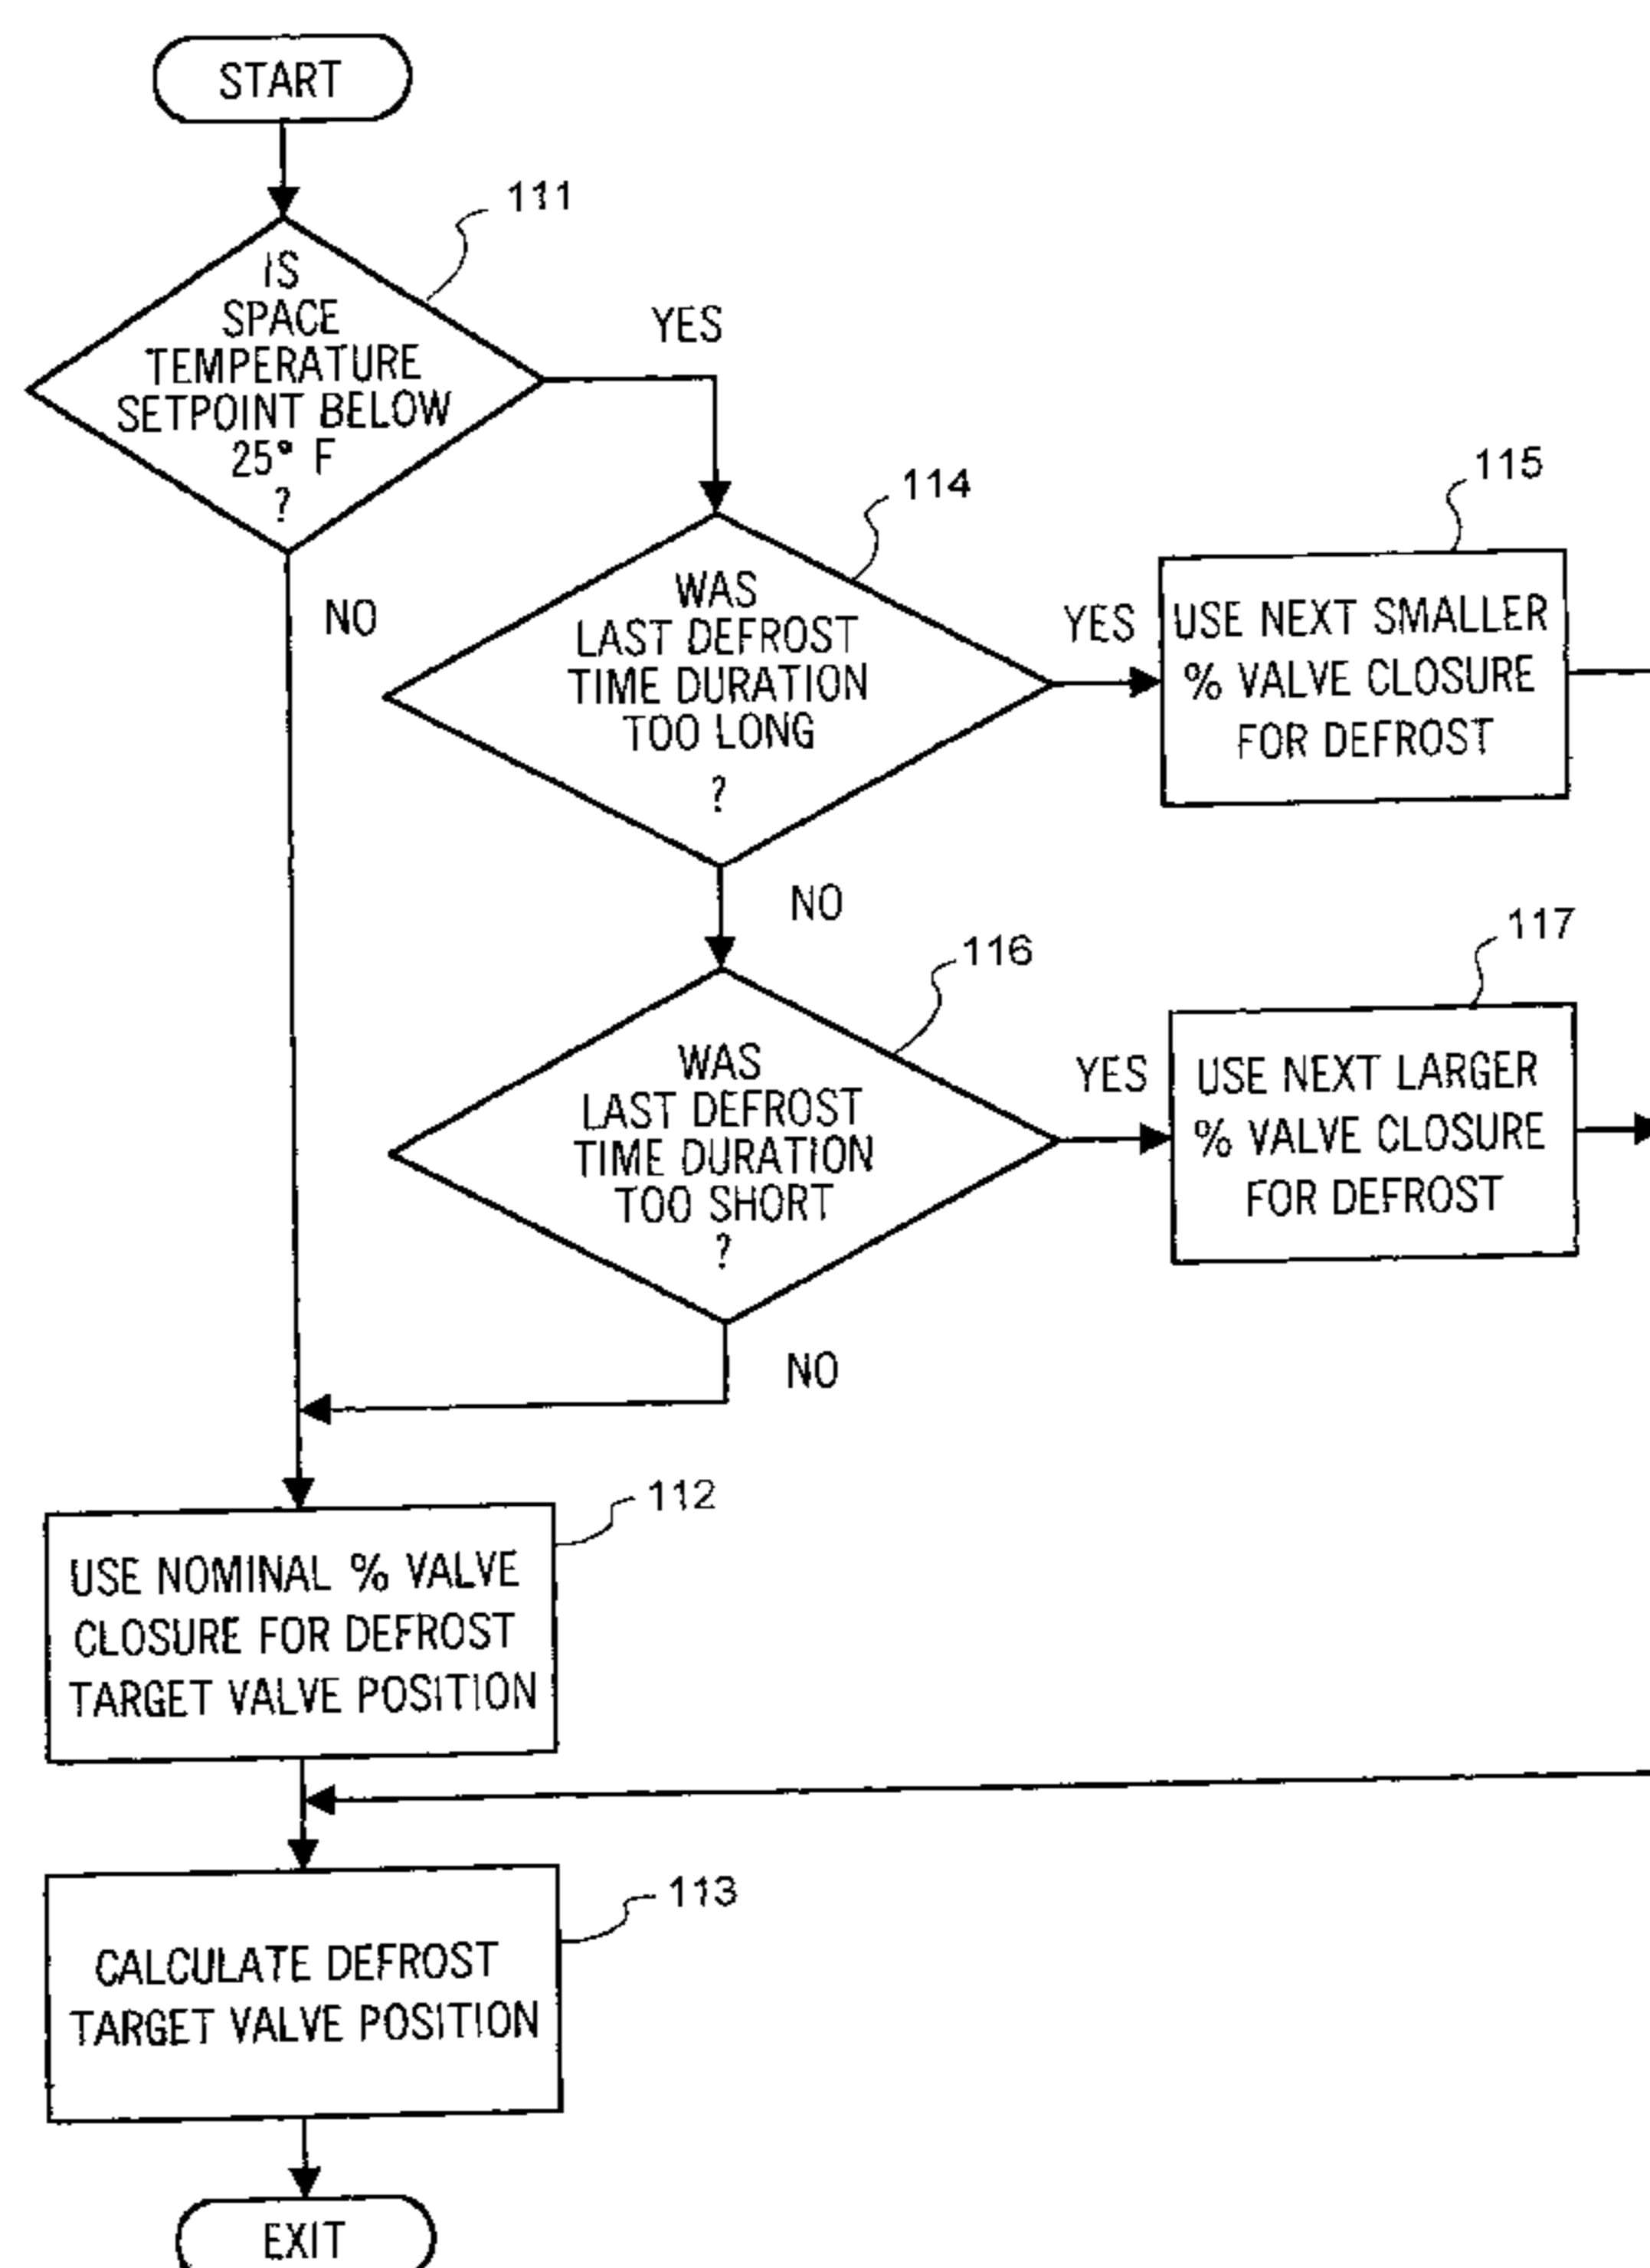 START
111
IS
SPACE
TEMPERATURE
SETPOINT BELOW
25° F
?
YES
NO
114
WAS
LAST DEFROST
TIME DURATION
TOO LONG
?
YES
115
USE NEXT SMALLER
% VALVE CLOSURE
FOR DEFROST
NO
116
WAS
LAST DEFROST
TIME DURATION
TOO SHORT
?
YES
117
USE NEXT LARGER
% VALVE CLOSURE
FOR DEFROST
NO
112
USE NOMINAL % VALVE
CLOSURE FOR DEFROST
TARGET VALVE POSITION
113
CALCULATE DEFROST
TARGET VALVE POSITION
EXIT